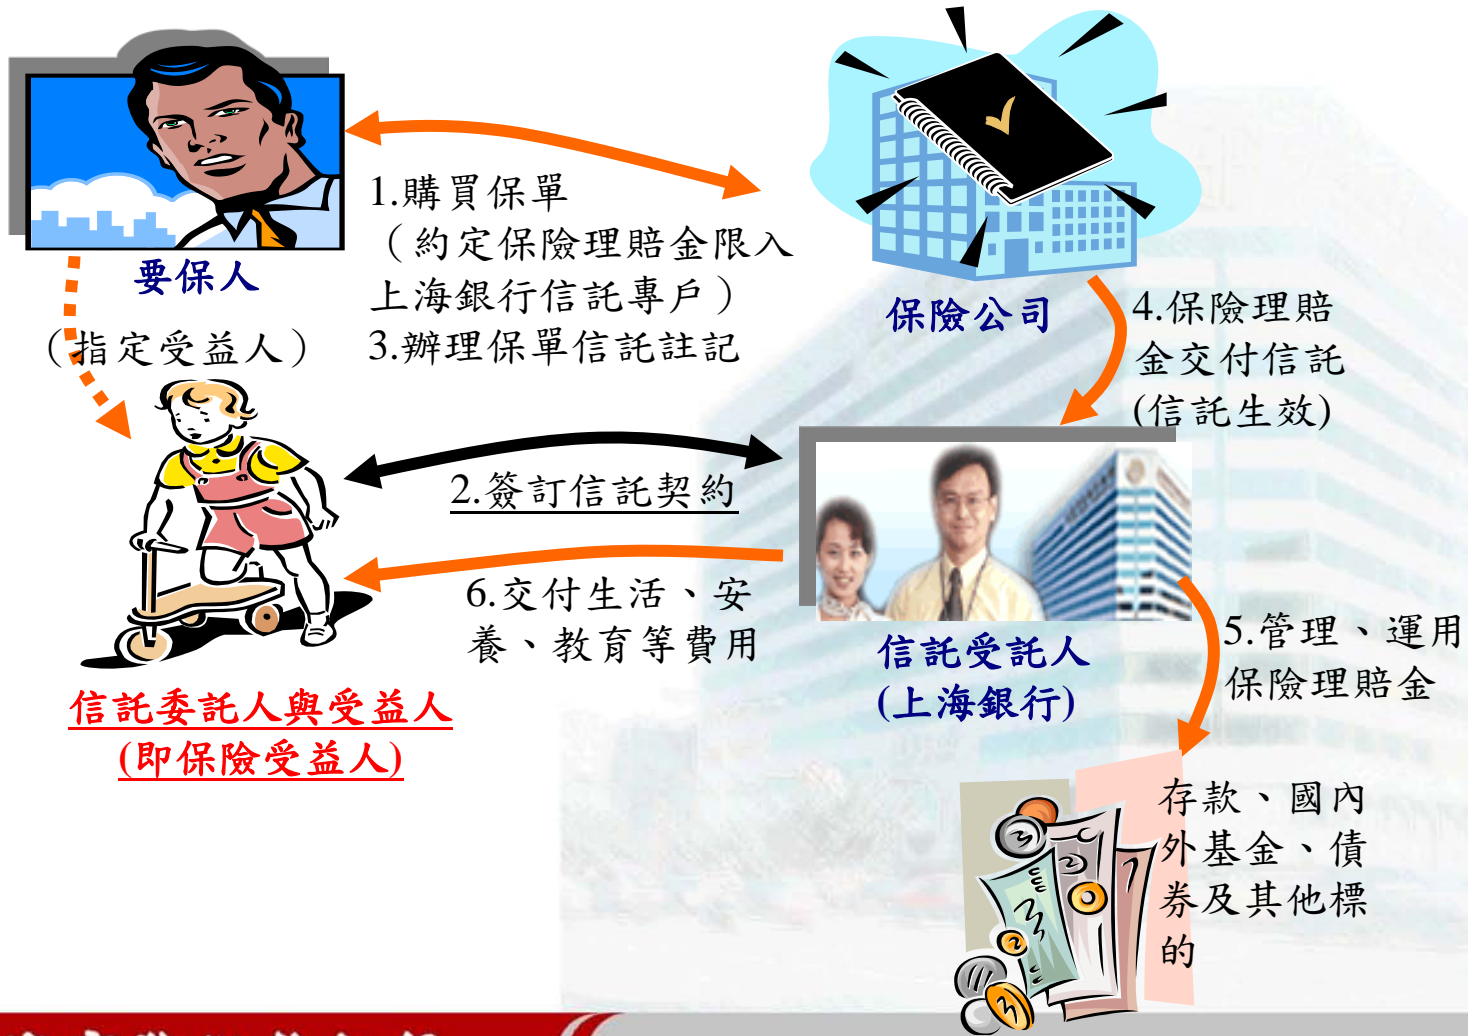 1.購買保單
（約定保險理賠金限入
上海銀行信託專戶）
3.辦理保單信託註記
要保人
（指定受益人）
保險公司
4.保險理賠
金交付信託
(信託生效)
2.簽訂信託契約
6.交付生活、安
養、教育等費用
信託受託人
(上海銀行)
5.管理、運用
保險理賠金
信託委託人與受益人
(即保險受益人)
存款、國內
外基金、債
券及其他標
的